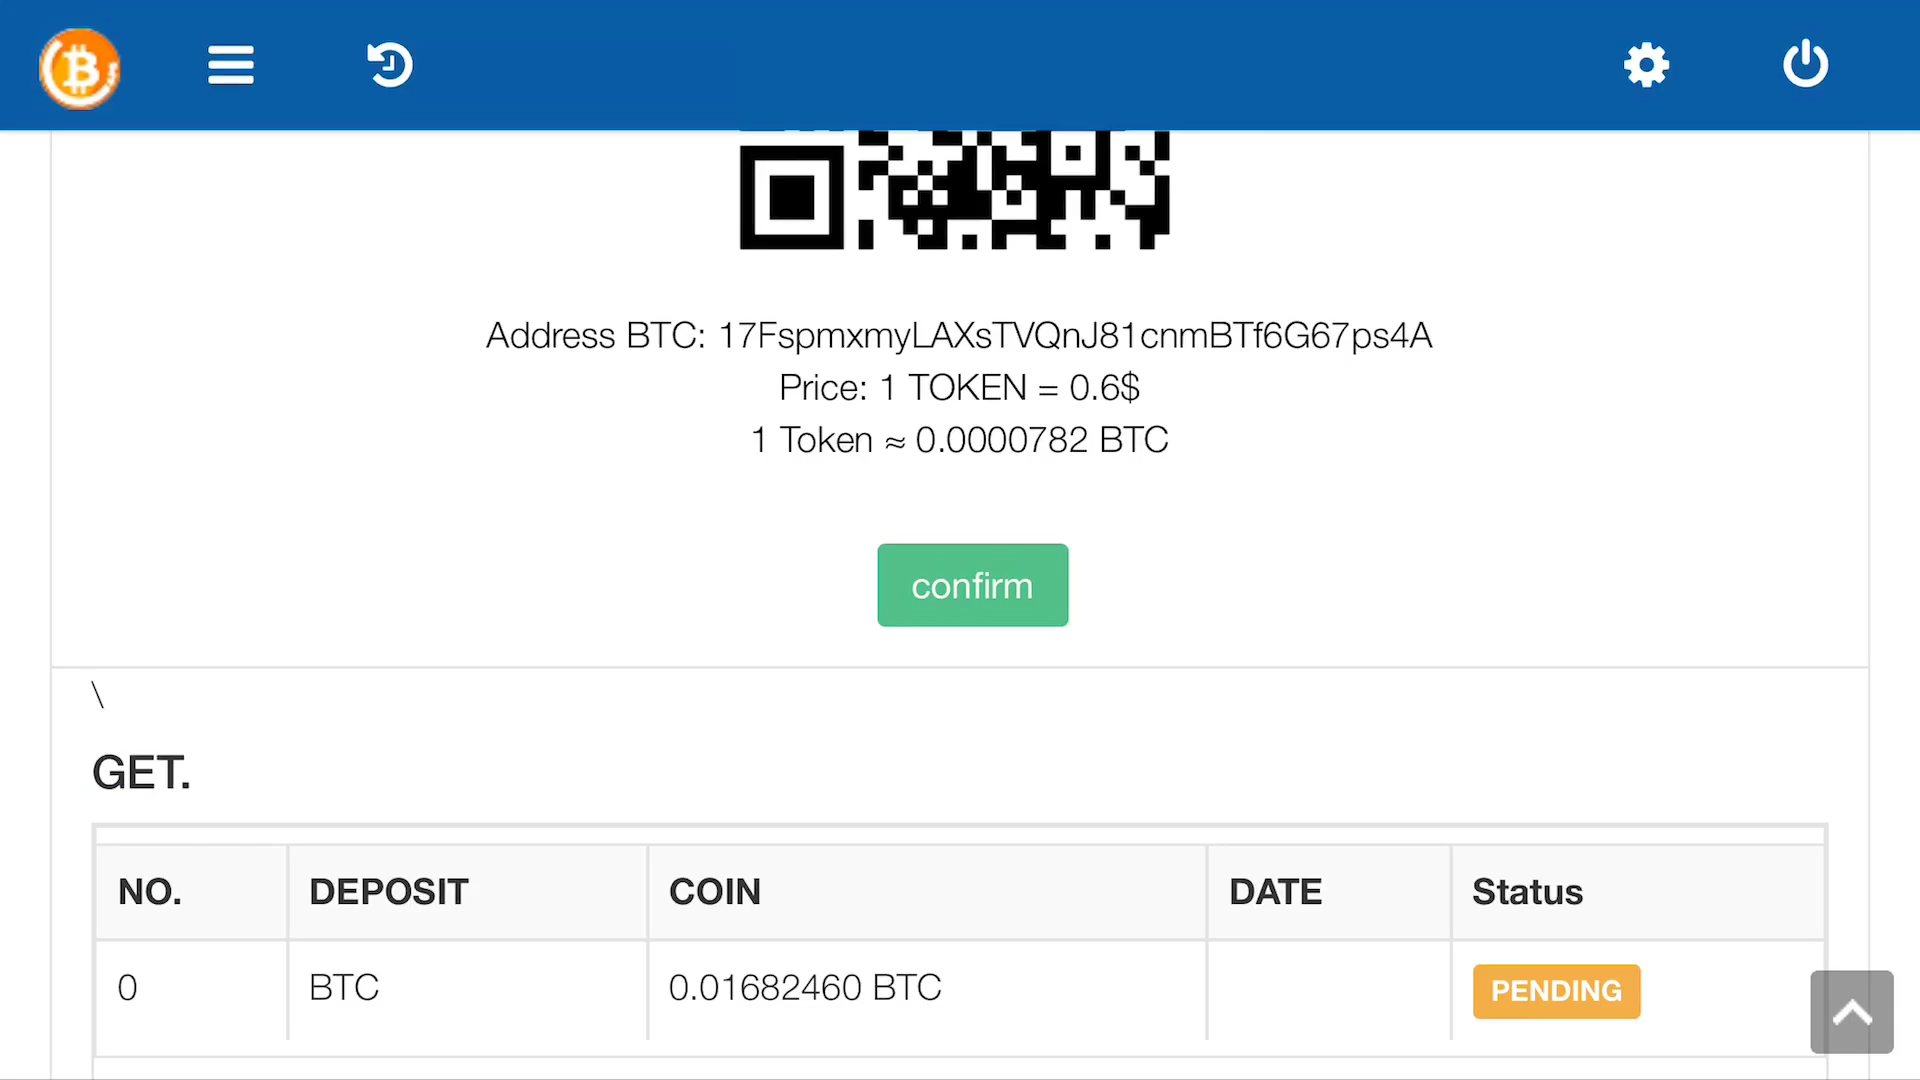 Address BTC: 17FspmxmyLAXsTVQnJ81cnmBTf6G67ps4A
Price: 1 TOKEN = 0.6$
1 Token ≈ 0.0000782 BTC
confirm
\
GET.
NO. DEPOSIT COIN DATE Status
0 BTC 0.01682460 BTC PENDING